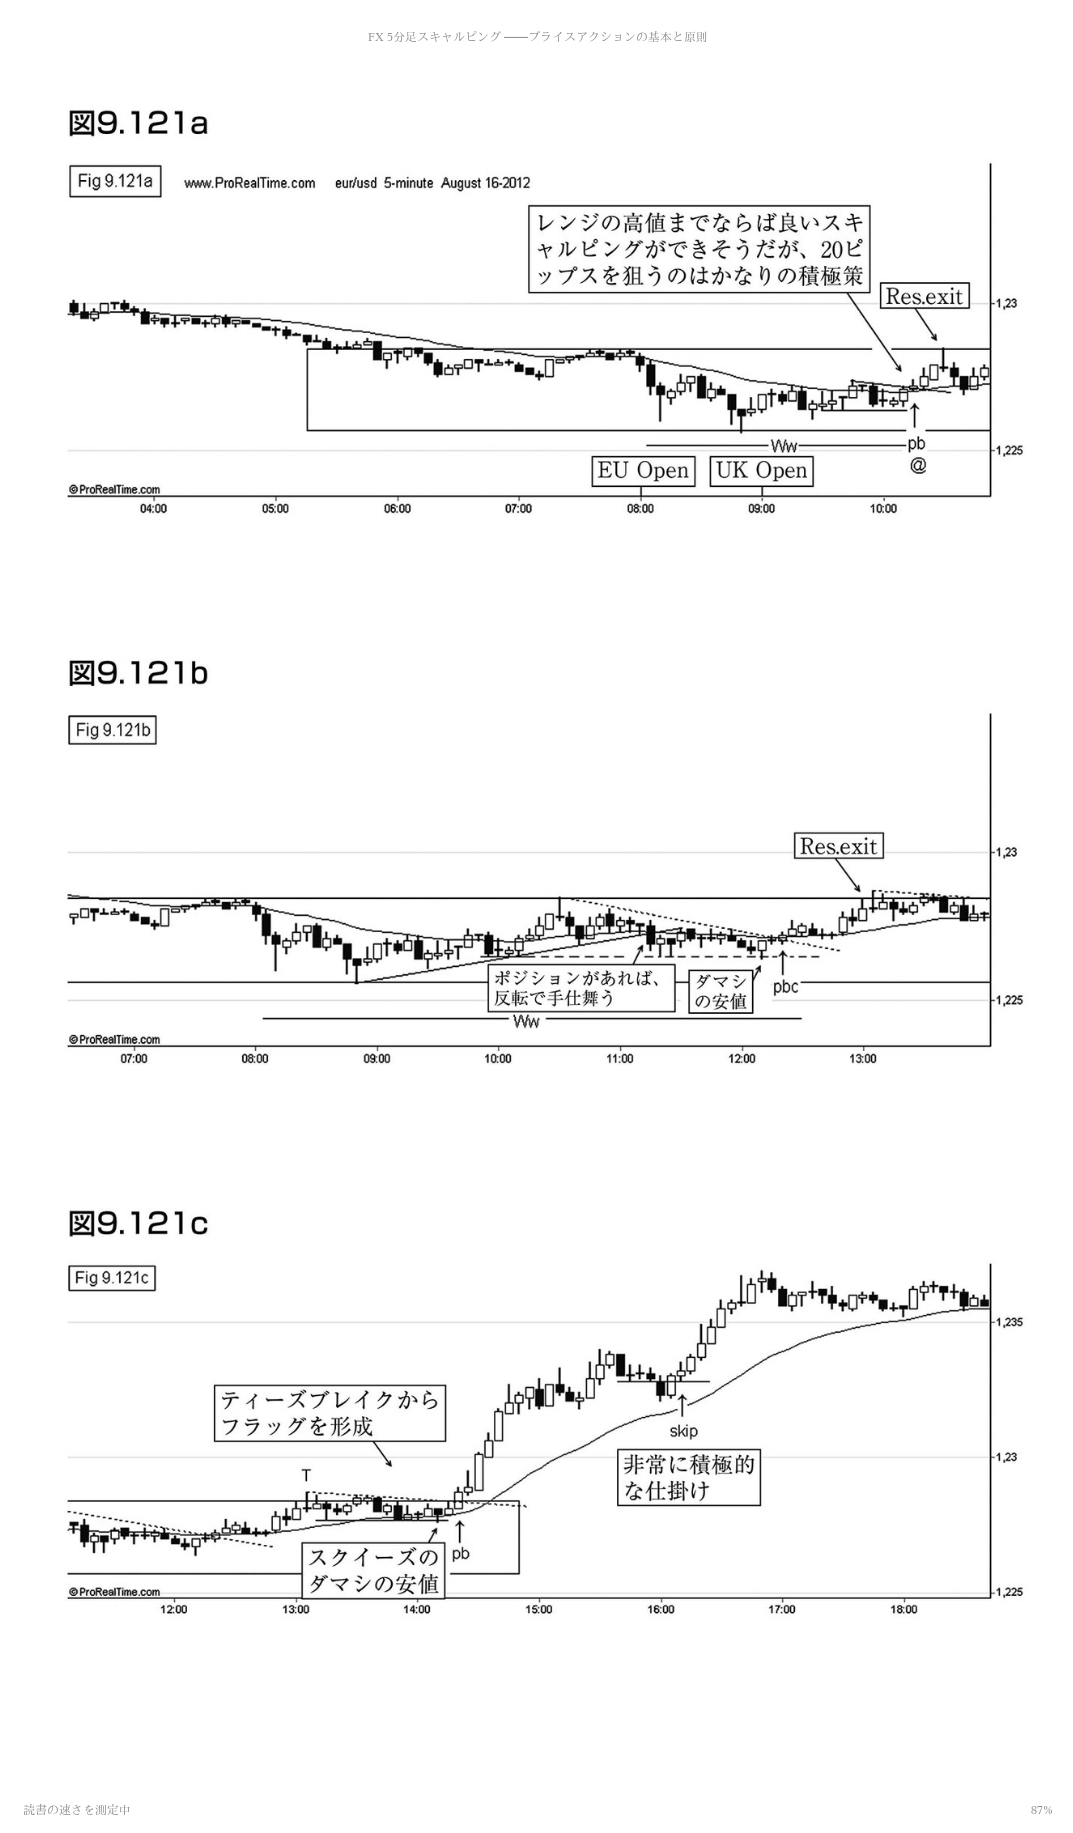 FX 5分足スキャルピング ――プライスアクションの基本と原則
図9.121a
Fig 9.121a
www.ProRealTime.com eur/usd 5-minute August 16-2012
レンジの高値までならば良いスキ
ャルピングができそうだが、20ピ
ップスを狙うのはかなりの積極策
Res.exit
1,23
Ww
pb
@
1,225
EU Open
UK Open
©ProRealTime.com
04:00 05:00 06:00 07:00 08:00 09:00 10:00
図9.121b
Fig 9.121b
Res.exit
1,23
ポジションがあれば、
反転で手仕舞う
ダマシ
の安値
pbc
1,225
Ww
©ProRealTime.com
07:00 08:00 09:00 10:00 11:00 12:00 13:00
図9.121c
Fig 9.121c
1,235
ティーズブレイクから
フラッグを形成
skip
非常に積極的
な仕掛け
1,23
T
スクイーズの
ダマシの安値
pb
©ProRealTime.com
1,225
12:00 13:00 14:00 15:00 16:00 17:00 18:00
読書の速さを測定中
87%